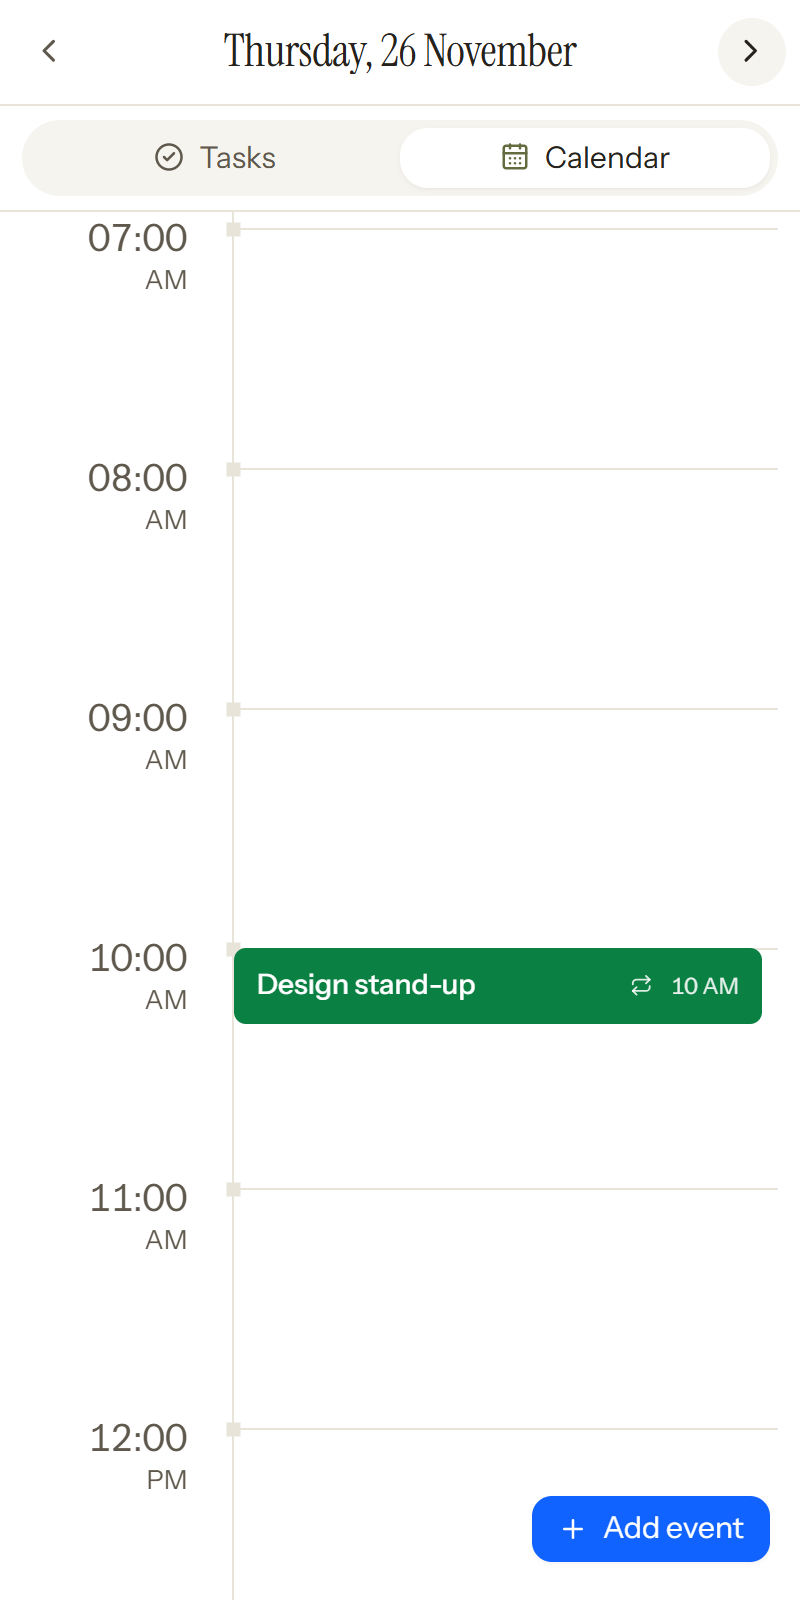 Thursday, 26 November
Tasks
Calendar
07:00
AM
08:00
AM
09:00
AM
10:00
AM
Design stand-up 10 AM
11:00
AM
12:00
PM
Add event